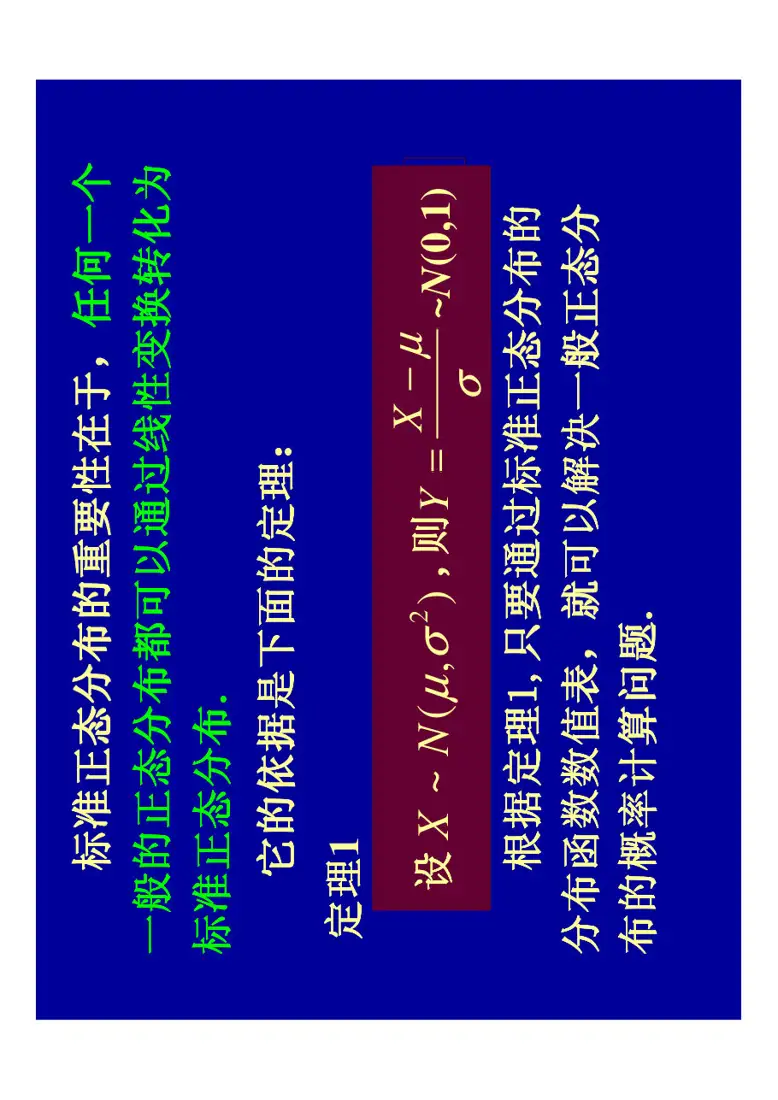 标准正态分布的重要性在于，任何一个
一般的正态分布都可以通过线性变换转化为
标准正态分布.
它的依据是下面的定理：
定理1
设 X ~ N(μ,σ²) , 则 Y = (X − μ)/σ ~N(0,1)
根据定理1,只要通过标准正态分布的
分布函数数值表，就可以解决一般正态分
布的概率计算问题.